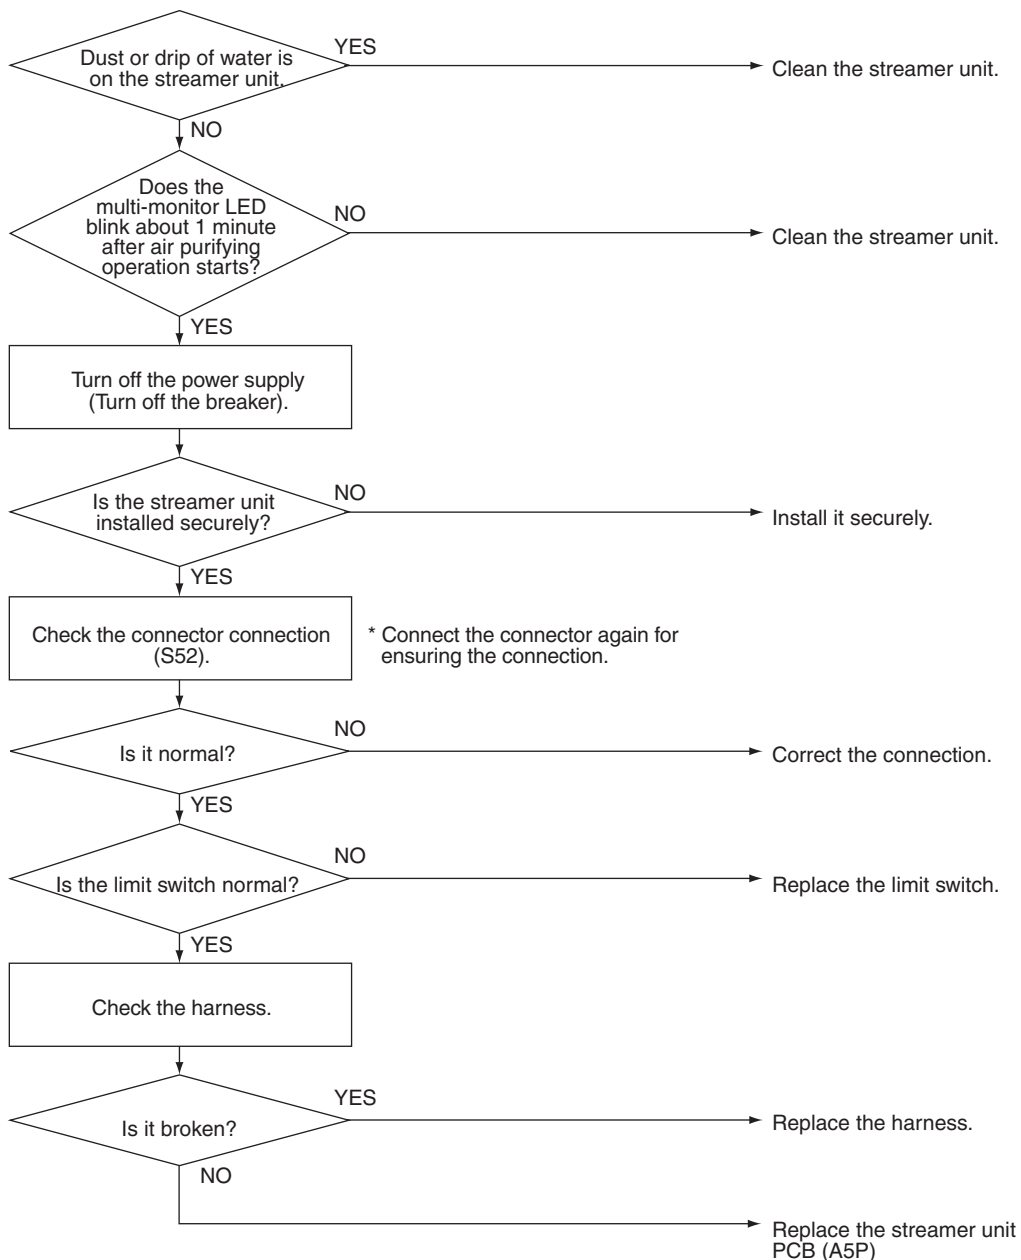 Dust or drip of water is
on the streamer unit.
YES
Clean the streamer unit.
NO
Does the
multi-monitor LED
blink about 1 minute
after air purifying
operation starts?
NO
Clean the streamer unit.
YES
Turn off the power supply
(Turn off the breaker).
Is the streamer unit
installed securely?
NO
Install it securely.
YES
Check the connector connection
(S52).
* Connect the connector again for
ensuring the connection.
Is it normal?
NO
Correct the connection.
YES
Is the limit switch normal?
NO
Replace the limit switch.
YES
Check the harness.
Is it broken?
YES
Replace the harness.
NO
Replace the streamer unit
PCB (A5P)